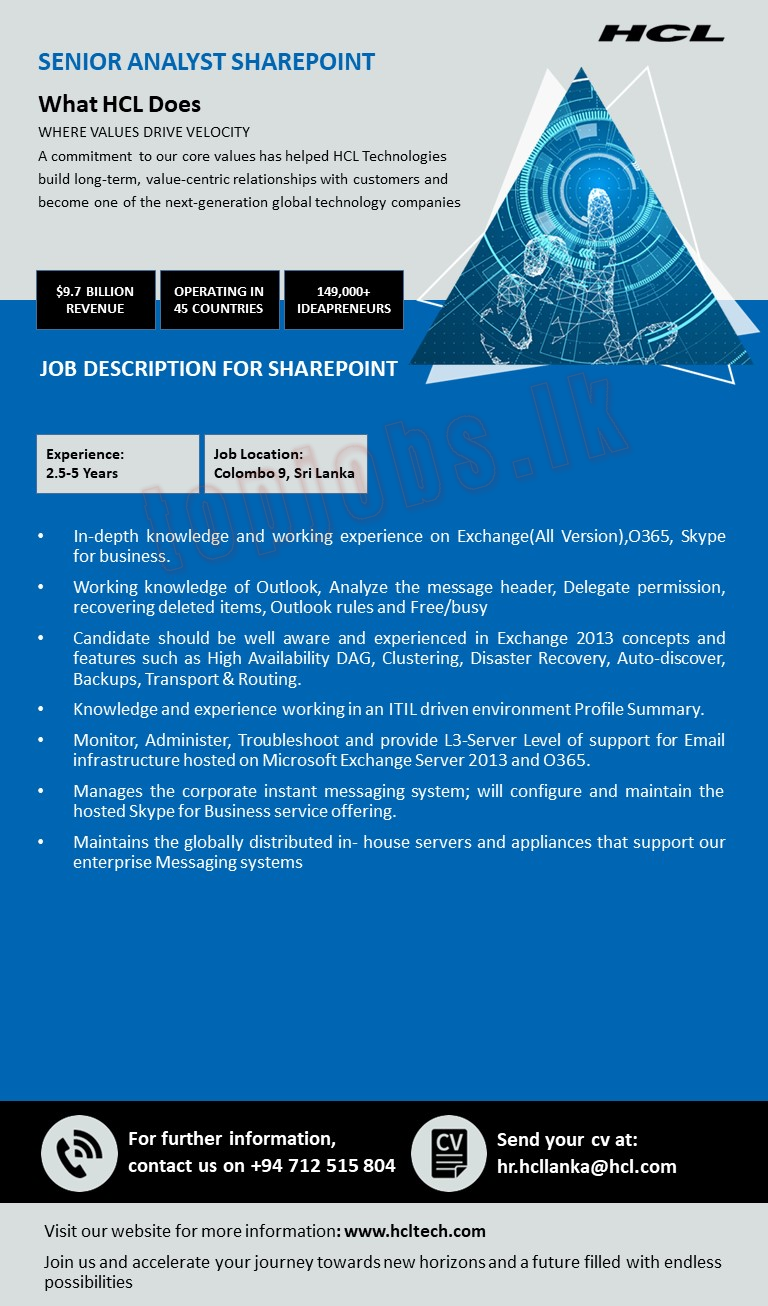 HCL
SENIOR ANALYST SHAREPOINT
What HCL Does
WHERE VALUES DRIVE VELOCITY
A commitment to our core values has helped HCL Technologies
build long-term, value-centric relationships with customers and
become one of the next-generation global technology companies
$9.7 BILLION
REVENUE
OPERATING IN
45 COUNTRIES
149,000+
IDEAPRENEURS
JOB DESCRIPTION FOR SHAREPOINT
Experience:
2.5-5 Years
Job Location:
Colombo 9, Sri Lanka
topjobs.lk
• In-depth knowledge and working experience on Exchange(All Version),O365, Skype
for business.
• Working knowledge of Outlook, Analyze the message header, Delegate permission,
recovering deleted items, Outlook rules and Free/busy
• Candidate should be well aware and experienced in Exchange 2013 concepts and
features such as High Availability DAG, Clustering, Disaster Recovery, Auto-discover,
Backups, Transport & Routing.
• Knowledge and experience working in an ITIL driven environment Profile Summary.
• Monitor, Administer, Troubleshoot and provide L3-Server Level of support for Email
infrastructure hosted on Microsoft Exchange Server 2013 and O365.
• Manages the corporate instant messaging system; will configure and maintain the
hosted Skype for Business service offering.
• Maintains the globally distributed in- house servers and appliances that support our
enterprise Messaging systems
For further information,
contact us on +94 712 515 804
CV
Send your cv at:
hr.hcllanka@hcl.com
Visit our website for more information: www.hcltech.com
Join us and accelerate your journey towards new horizons and a future filled with endless
possibilities